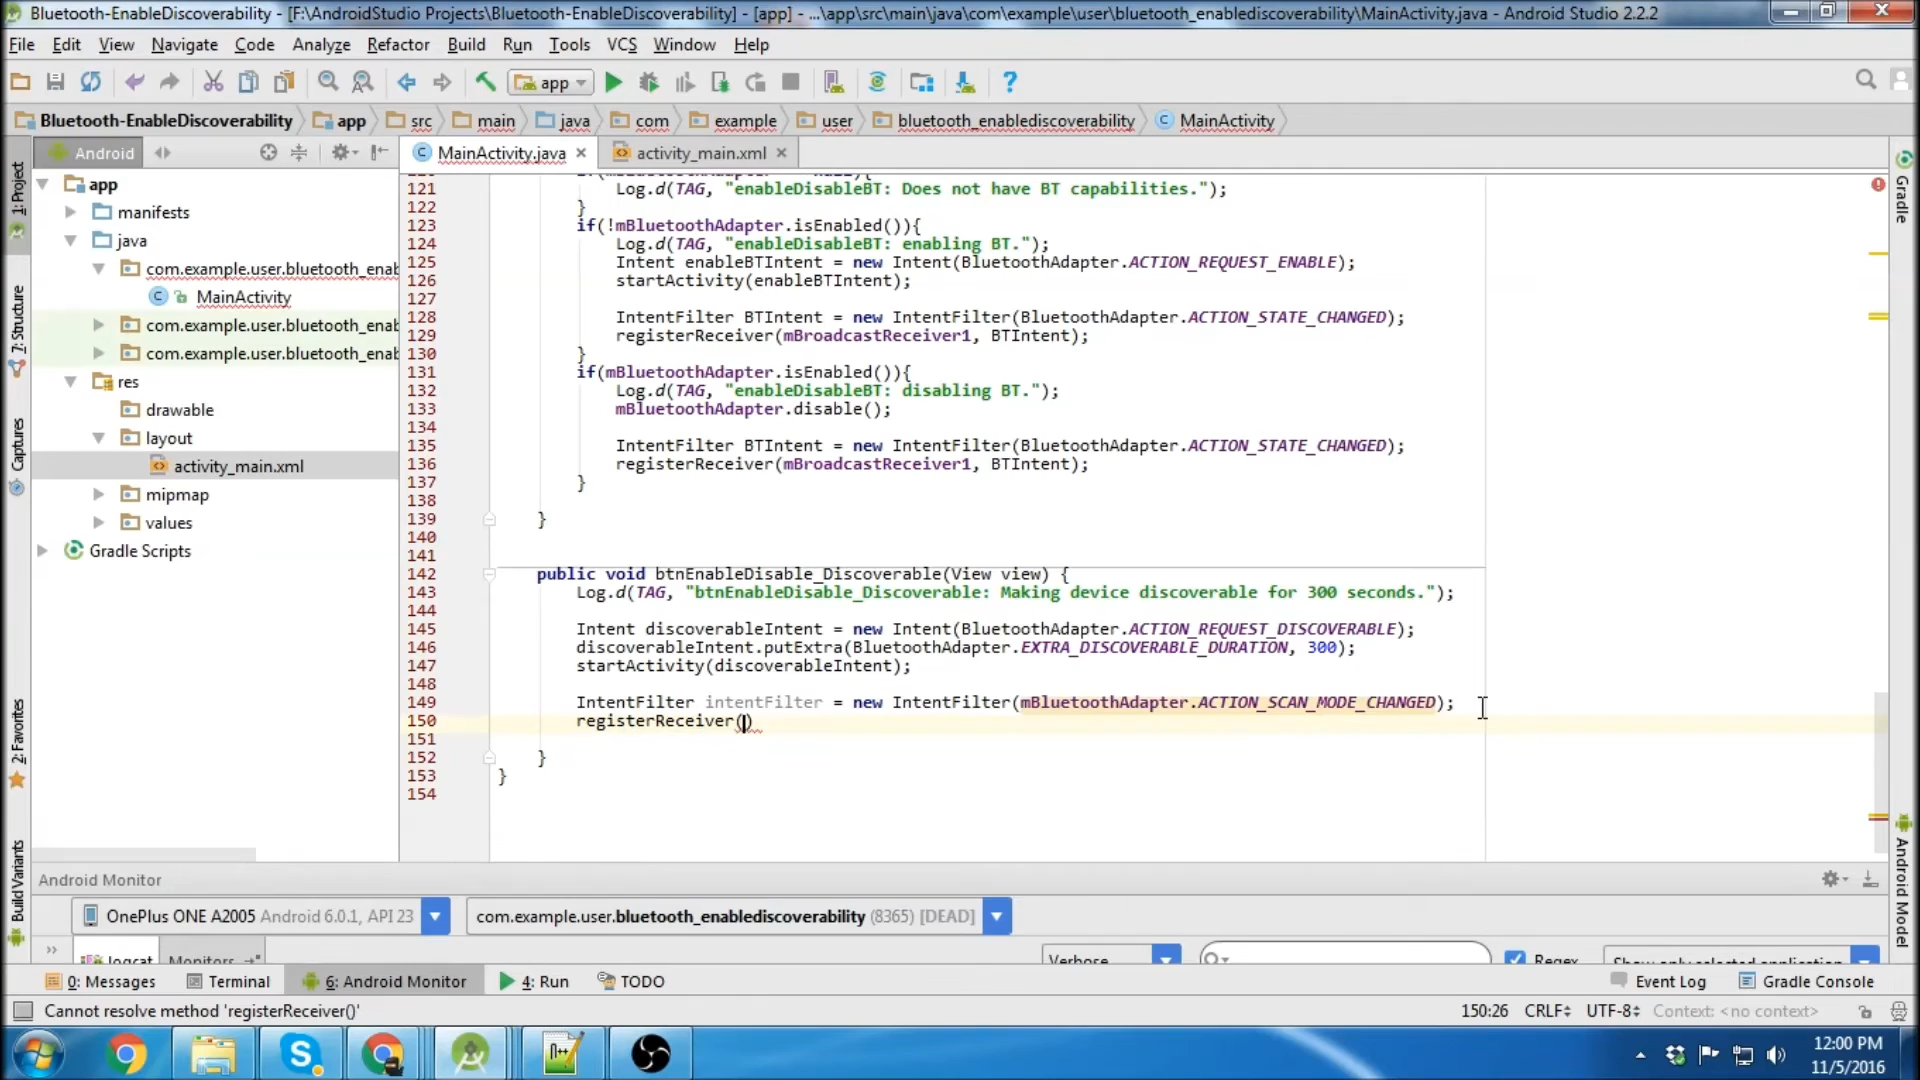 Bluetooth-EnableDiscoverability - [F:\AndroidStudio Projects\Bluetooth-EnableDiscoverability] - [app] - ...\app\src\main\java\com\example\user\bluetooth_enablediscoverability\MainActivity.java - Android Studio 2.2.2
File Edit View Navigate Code Analyze Refactor Build Run Tools VCS Window Help
app
Bluetooth-EnableDiscoverability app src main java com example user bluetooth_enablediscoverability MainActivity
Android
MainActivity.java
activity_main.xml
1: Project
7: Structure
Captures
2: Favorites
Build Variants
app
manifests
java
com.example.user.bluetooth_enab
MainActivity
com.example.user.bluetooth_enab
com.example.user.bluetooth_enab
res
drawable
layout
activity_main.xml
mipmap
values
Gradle Scripts
121 Log.d(TAG, "enableDisableBT: Does not have BT capabilities.");
122 }
123 if(!mBluetoothAdapter.isEnabled()){
124 Log.d(TAG, "enableDisableBT: enabling BT.");
125 Intent enableBTIntent = new Intent(BluetoothAdapter.ACTION_REQUEST_ENABLE);
126 startActivity(enableBTIntent);
127
128 IntentFilter BTIntent = new IntentFilter(BluetoothAdapter.ACTION_STATE_CHANGED);
129 registerReceiver(mBroadcastReceiver1, BTIntent);
130 }
131 if(mBluetoothAdapter.isEnabled()){
132 Log.d(TAG, "enableDisableBT: disabling BT.");
133 mBluetoothAdapter.disable();
134
135 IntentFilter BTIntent = new IntentFilter(BluetoothAdapter.ACTION_STATE_CHANGED);
136 registerReceiver(mBroadcastReceiver1, BTIntent);
137 }
138
139 }
140
141
142 public void btnEnableDisable_Discoverable(View view) {
143 Log.d(TAG, "btnEnableDisable_Discoverable: Making device discoverable for 300 seconds.");
144
145 Intent discoverableIntent = new Intent(BluetoothAdapter.ACTION_REQUEST_DISCOVERABLE);
146 discoverableIntent.putExtra(BluetoothAdapter.EXTRA_DISCOVERABLE_DURATION, 300);
147 startActivity(discoverableIntent);
148
149 IntentFilter intentFilter = new IntentFilter(mBluetoothAdapter.ACTION_SCAN_MODE_CHANGED);
150 registerReceiver()
151
152 }
153 }
154
Gradle
Android Model
Android Monitor
OnePlus ONE A2005 Android 6.0.1, API 23
com.example.user.bluetooth_enablediscoverability (8365) [DEAD]
logcat Monitors Verbose Regex Show only selected application
0: Messages Terminal 6: Android Monitor 4: Run TODO Event Log Gradle Console
Cannot resolve method 'registerReceiver()' 150:26 CRLF UTF-8 Context: <no context>
12:00 PM
11/5/2016